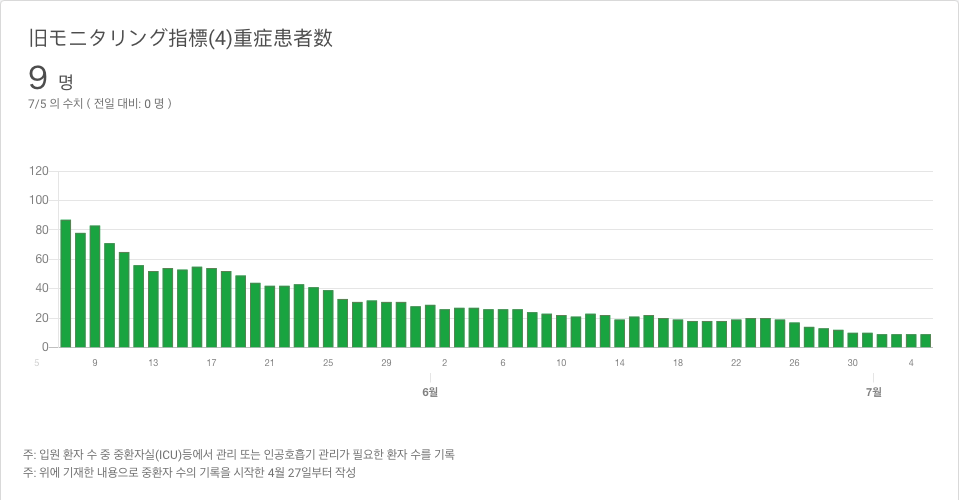 旧モニタリング指標(4)重症患者数
9 명
7/5 의 수치 ( 전일 대비: 0 명 )
120
100
80
60
40
20
0
5 9 13 17 21 25 29 2 6 10 14 18 22 26 30 4
6월 7월
주: 입원 환자 수 중 중환자실(ICU)등에서 관리 또는 인공호흡기 관리가 필요한 환자 수를 기록
주: 위에 기재한 내용으로 중환자 수의 기록을 시작한 4월 27일부터 작성